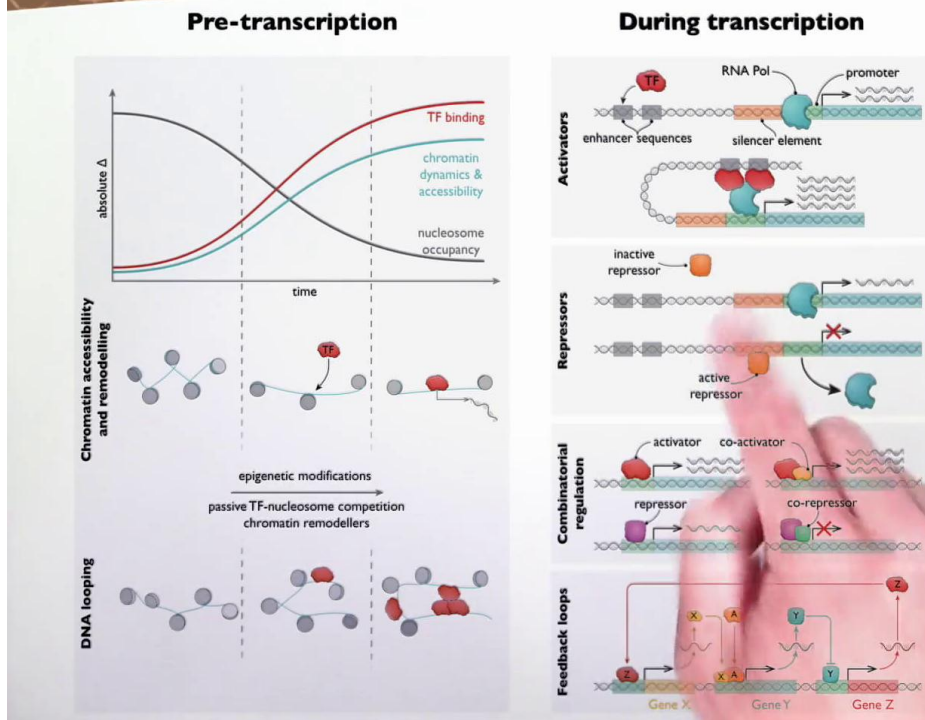 Pre-transcription
During transcription
absolute Δ
TF binding
chromatin
dynamics &
accessibility
nucleosome
occupancy
time
Chromatin accessibility
and remodelling
TF
epigenetic modifications
passive TF-nucleosome competition
chromatin remodellers
DNA looping
Activators
TF
RNA Pol
promoter
enhancer sequences
silencer element
Repressors
inactive
repressor
active
repressor
Combinatorial
regulation
activator
co-activator
repressor
co-repressor
Feedback loops
Z
X
A
Y
Z
X
A
Y
Gene X
Gene Y
Gene Z